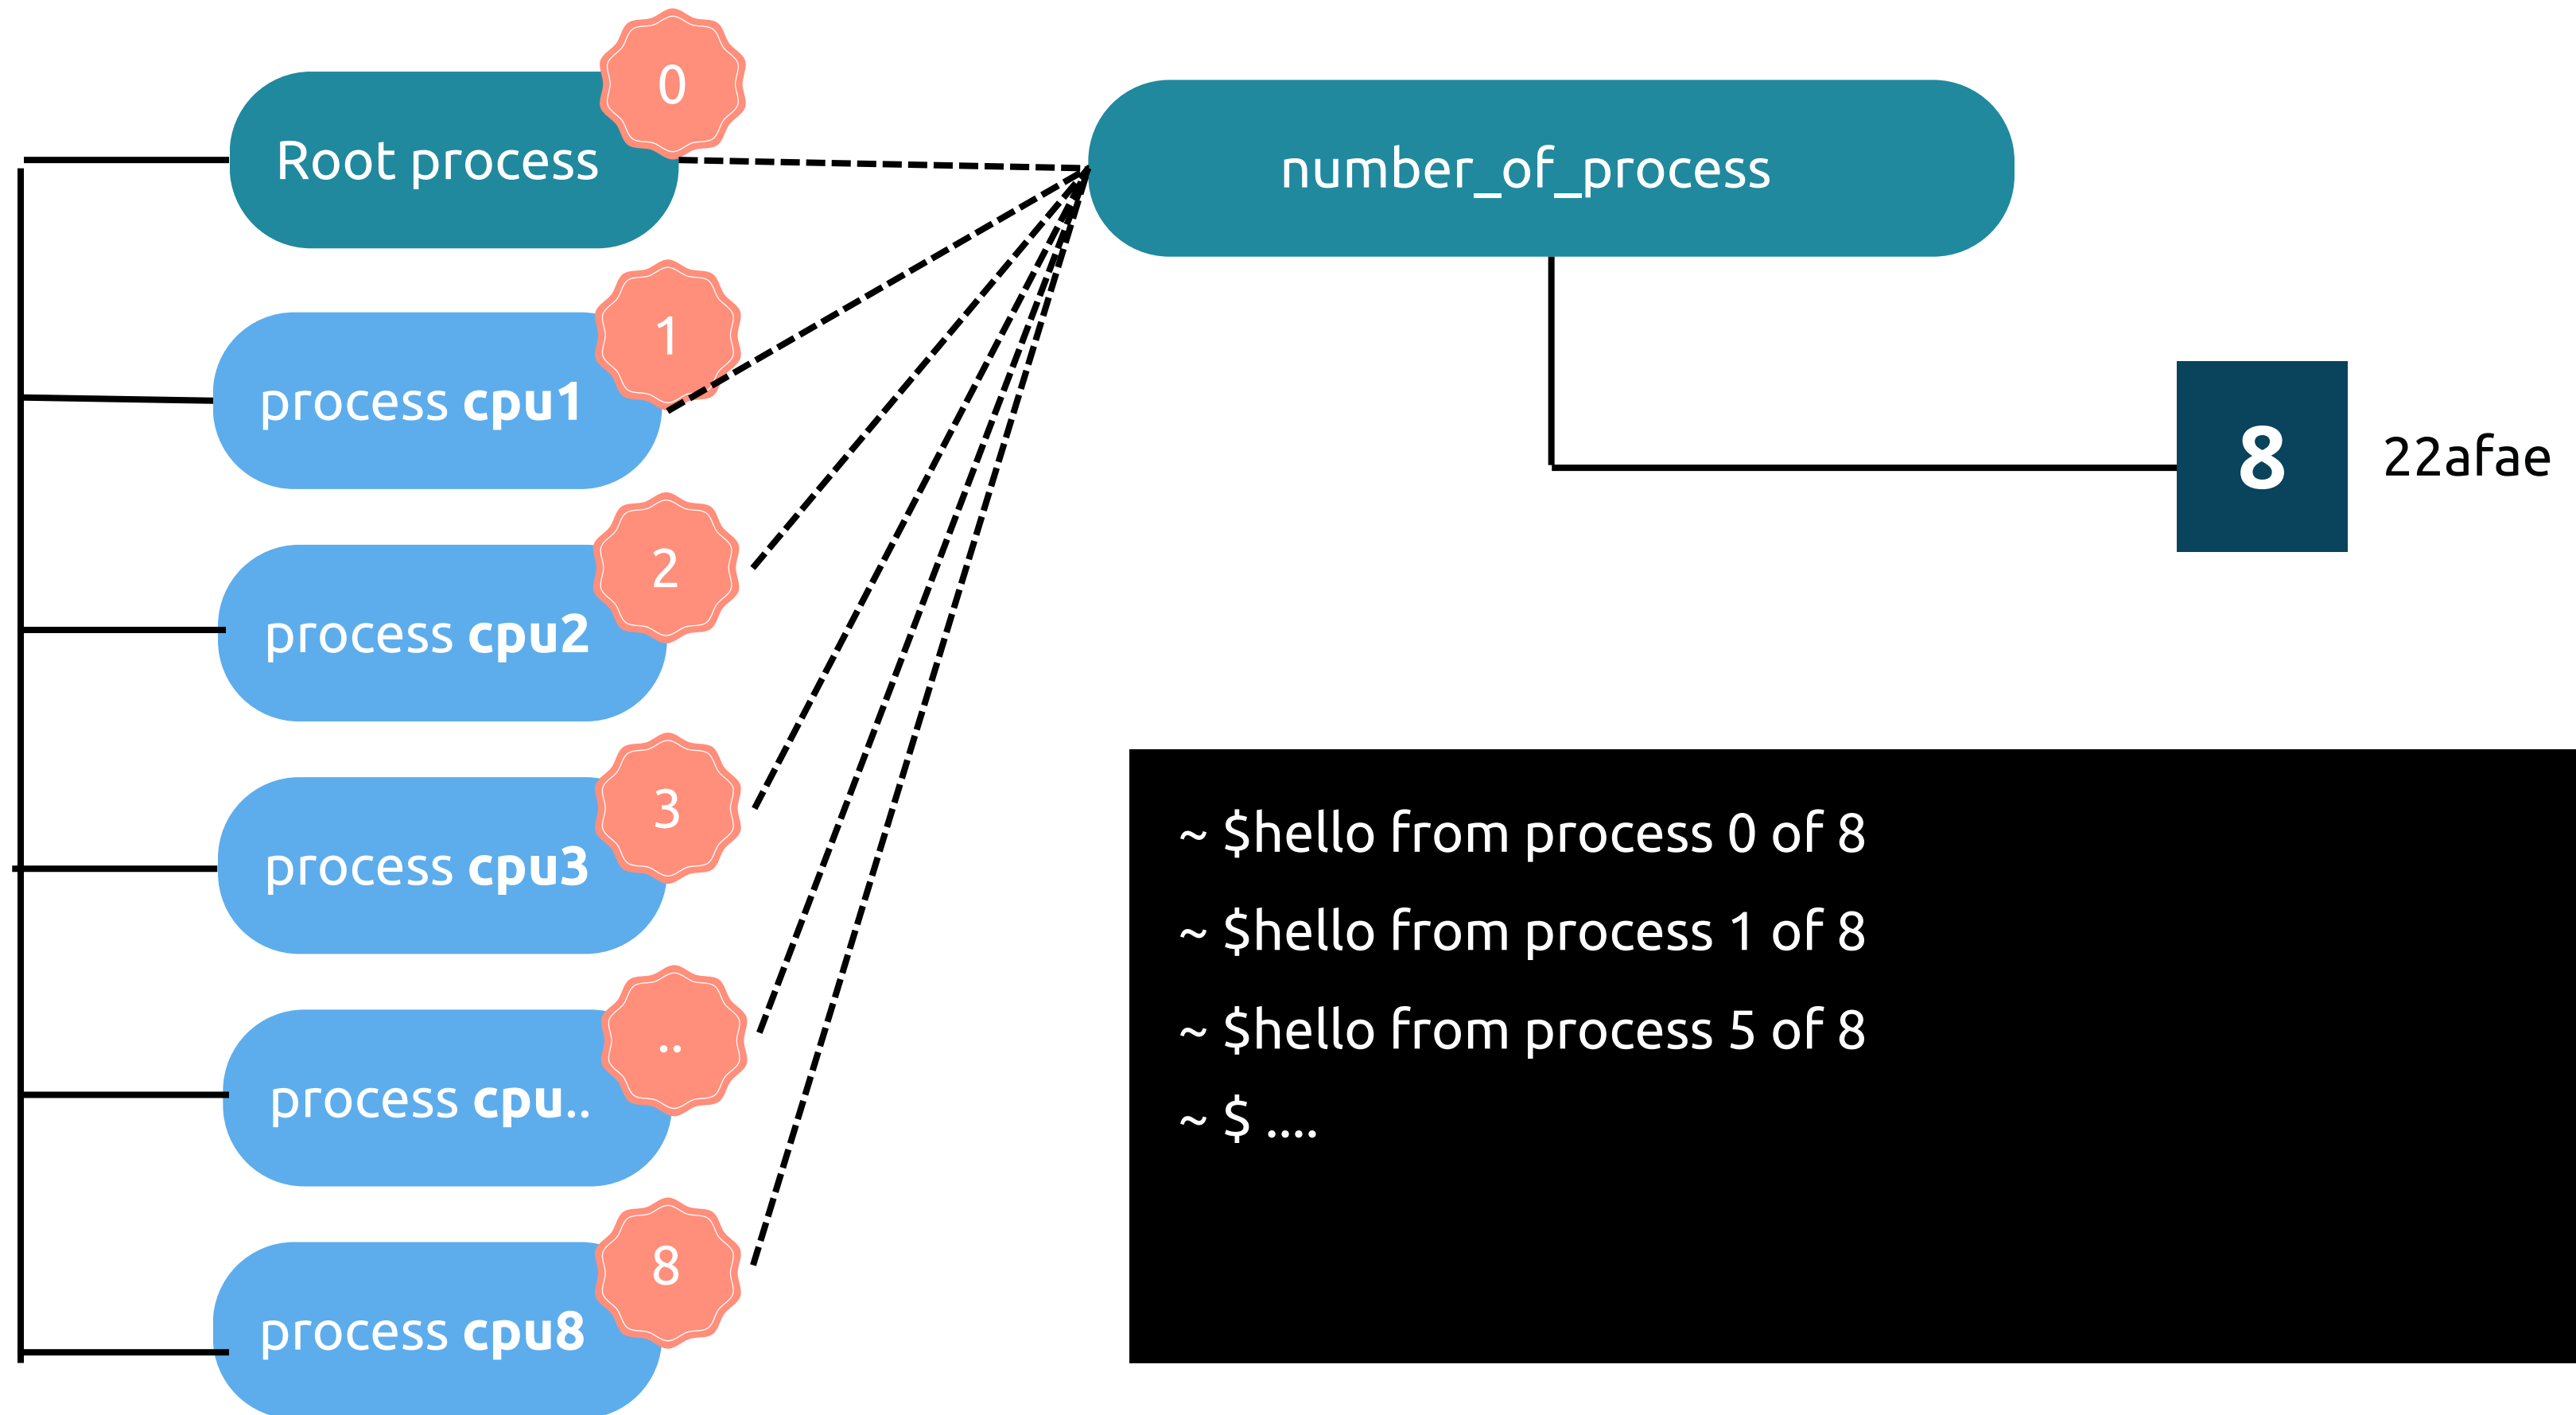 0
Root process
number_of_process
1
process cpu1
8
22afae
2
process cpu2
3
process cpu3
..
process cpu..
8
process cpu8
~ $hello from process 0 of 8
~ $hello from process 1 of 8
~ $hello from process 5 of 8
~ $ ....